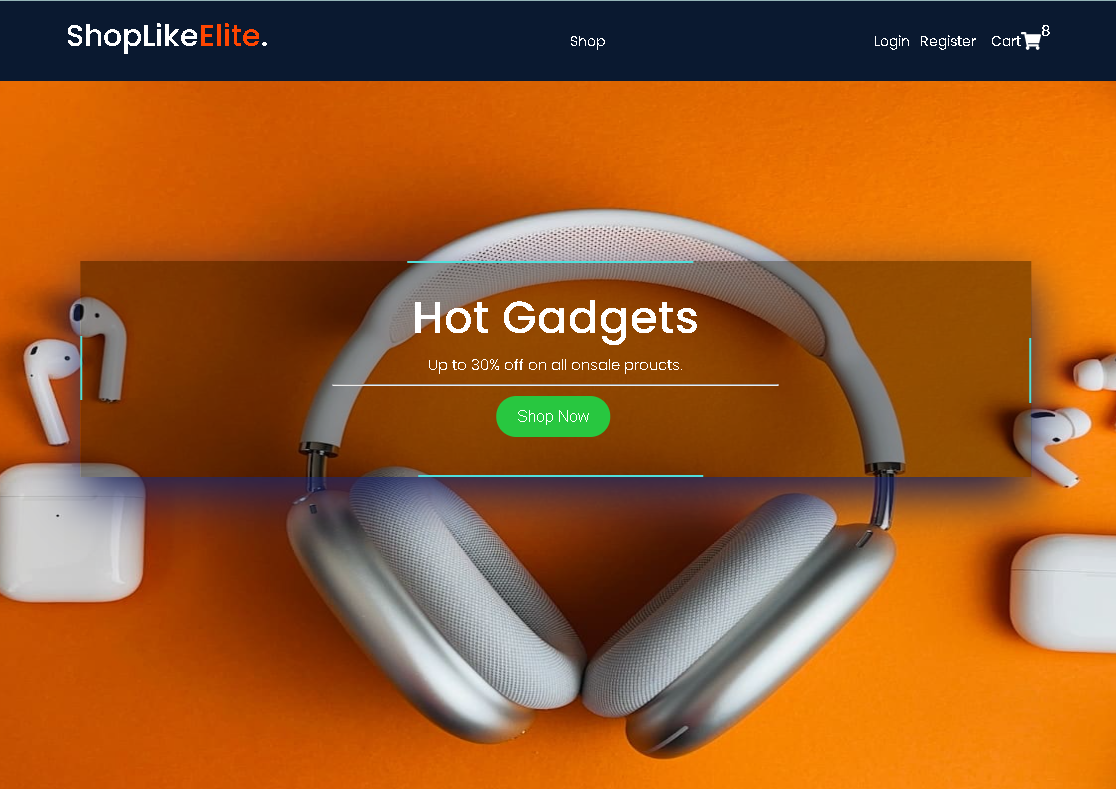 ShopLikeElite.
Shop
Login Register Cart 8
Hot Gadgets
Up to 30% off on all onsale proucts.
Shop Now